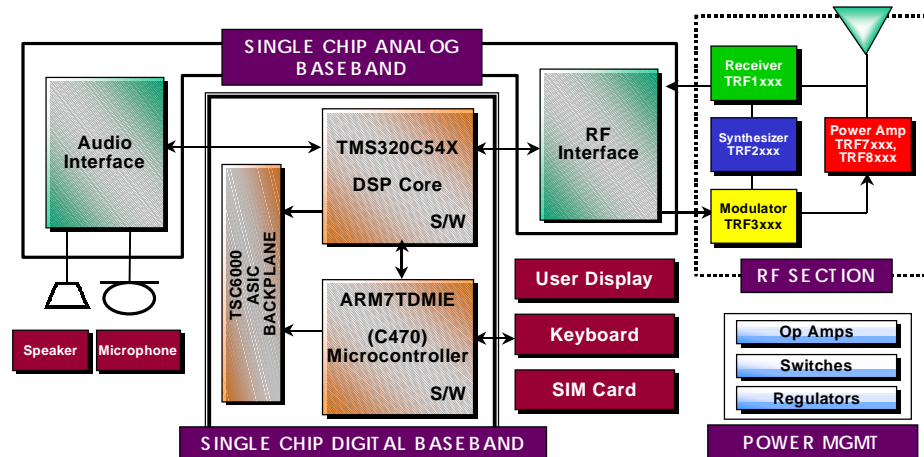 SINGLE CHIP ANALOG
BASEBAND
Receiver
TRF1xxx
Audio
Interface
TMS320C54X
DSP Core
S/W
RF
Interface
Synthesizer
TRF2xxx
Power Amp
TRF7xxx,
TRF8xxx
Modulator
TRF3xxx
RF SECTION
TSC6000
ASIC
BACKPLANE
ARM7TDMIE
(C470)
Microcontroller
S/W
User Display
Keyboard
SIM Card
Speaker
Microphone
Op Amps
Switches
Regulators
SINGLE CHIP DIGITAL BASEBAND
POWER MGMT